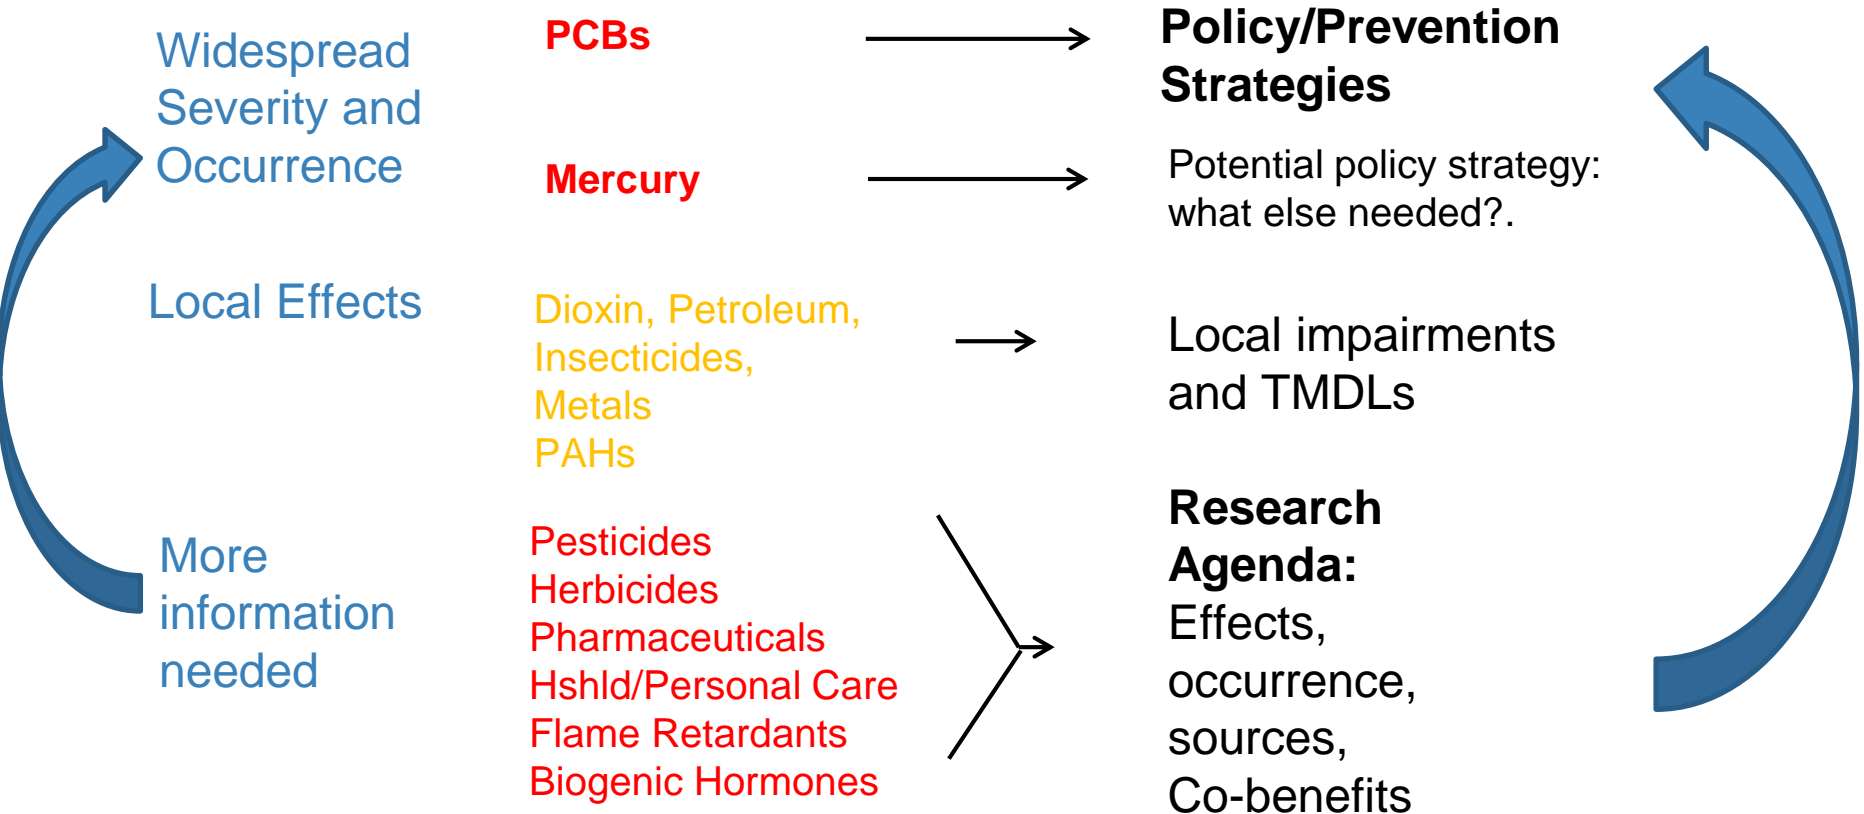 Widespread
Severity and
Occurrence
PCBs
Policy/Prevention
Strategies
Mercury
Potential policy strategy:
what else needed?.
Local Effects
Dioxin, Petroleum,
Insecticides,
Metals
PAHs
Local impairments
and TMDLs
More
information
needed
Pesticides
Herbicides
Pharmaceuticals
Hshld/Personal Care
Flame Retardants
Biogenic Hormones
Research
Agenda:
Effects,
occurrence,
sources,
Co-benefits